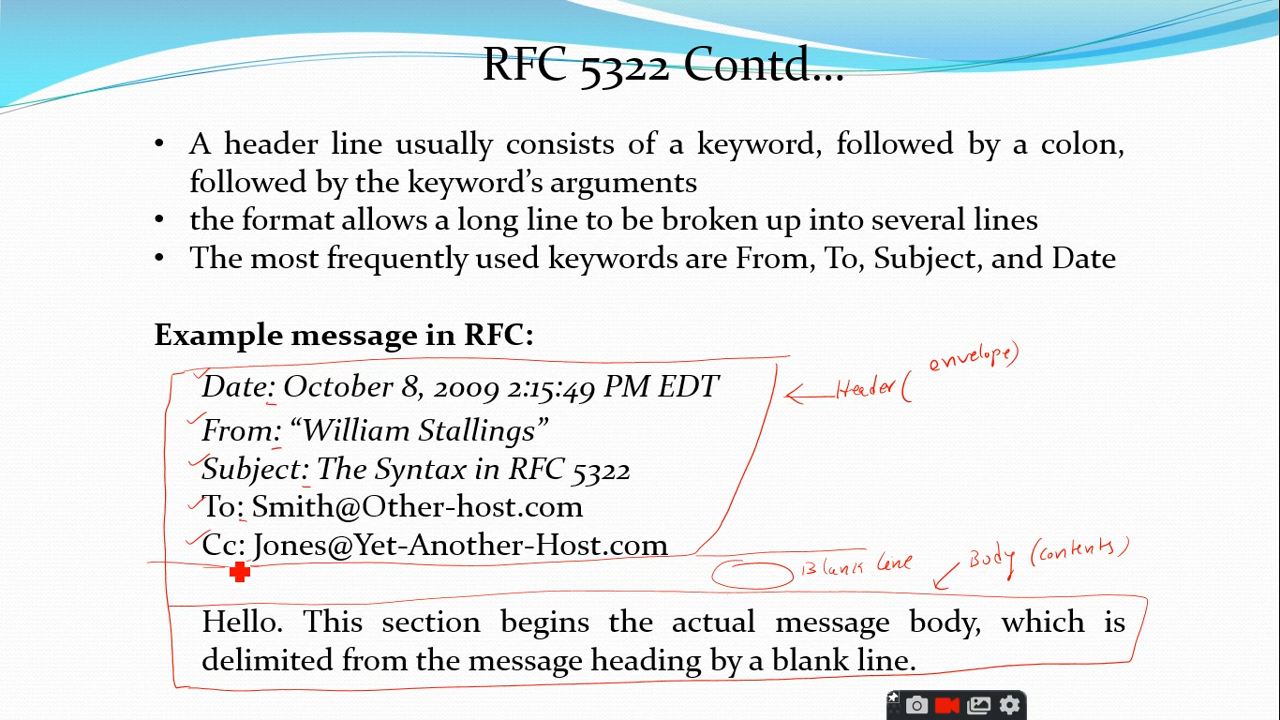 RFC 5322 Contd...
• A header line usually consists of a keyword, followed by a colon,
followed by the keyword's arguments
• the format allows a long line to be broken up into several lines
• The most frequently used keywords are From, To, Subject, and Date
Example message in RFC:
Date: October 8, 2009 2:15:49 PM EDT
Header (envelope)
From: “William Stallings”
Subject: The Syntax in RFC 5322
To: Smith@Other-host.com
Cc: Jones@Yet-Another-Host.com
Blank line
Body (contents)
Hello. This section begins the actual message body, which is
delimited from the message heading by a blank line.